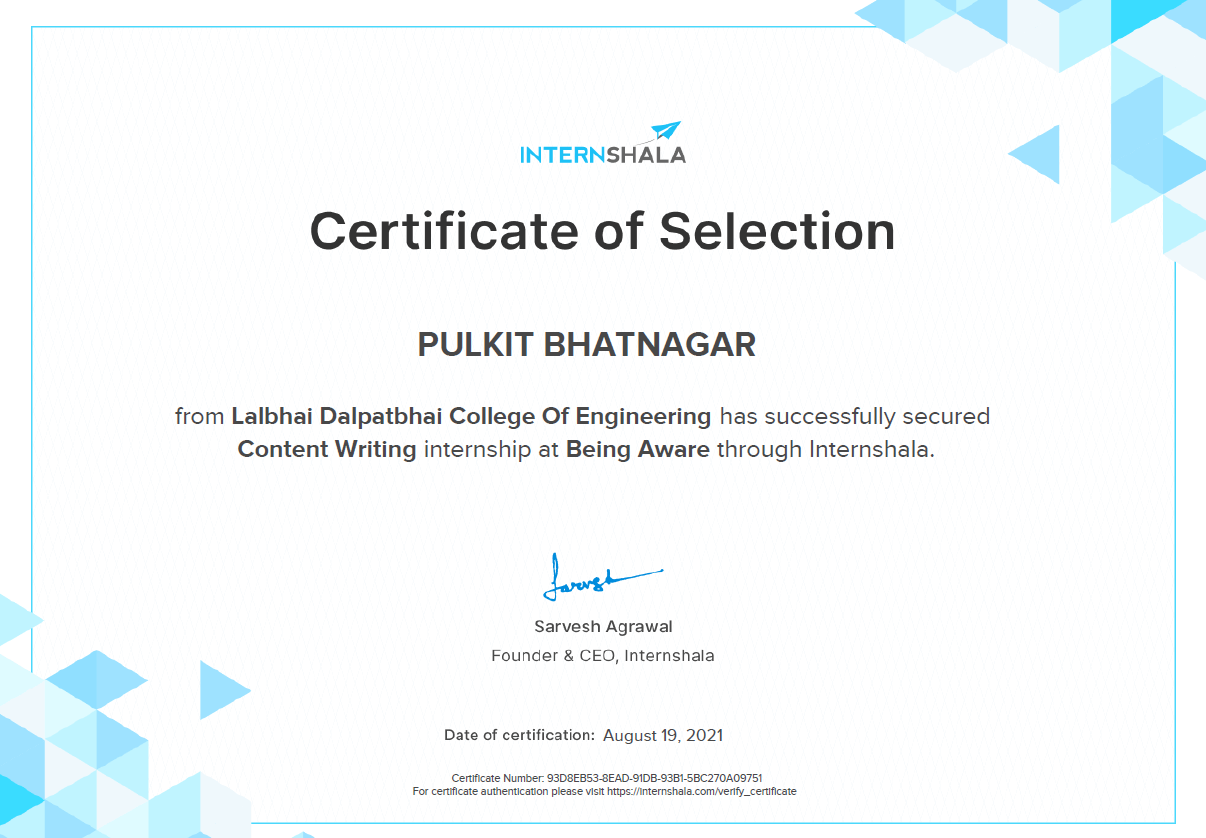 INTERNSHALA
Certificate of Selection
PULKIT BHATNAGAR
from Lalbhai Dalpatbhai College Of Engineering has successfully secured
Content Writing internship at Being Aware through Internshala.
Sarvesh
Sarvesh Agrawal
Founder & CEO, Internshala
Date of certification: August 19, 2021
Certificate Number: 93D8EB53-8EAD-91DB-93B1-5BC270A09751
For certificate authentication please visit https://internshala.com/verify_certificate